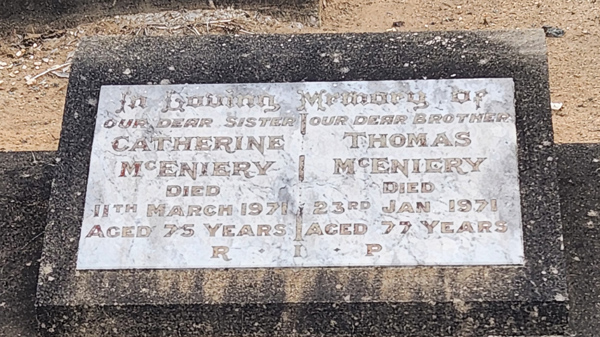 In Loving Memory of
OUR DEAR SISTER
CATHERINE
McENIERY
DIED
11TH MARCH 1971
AGED 75 YEARS
OUR DEAR BROTHER
THOMAS
McENIERY
DIED
23RD JAN 1971
AGED 77 YEARS
R. I. P